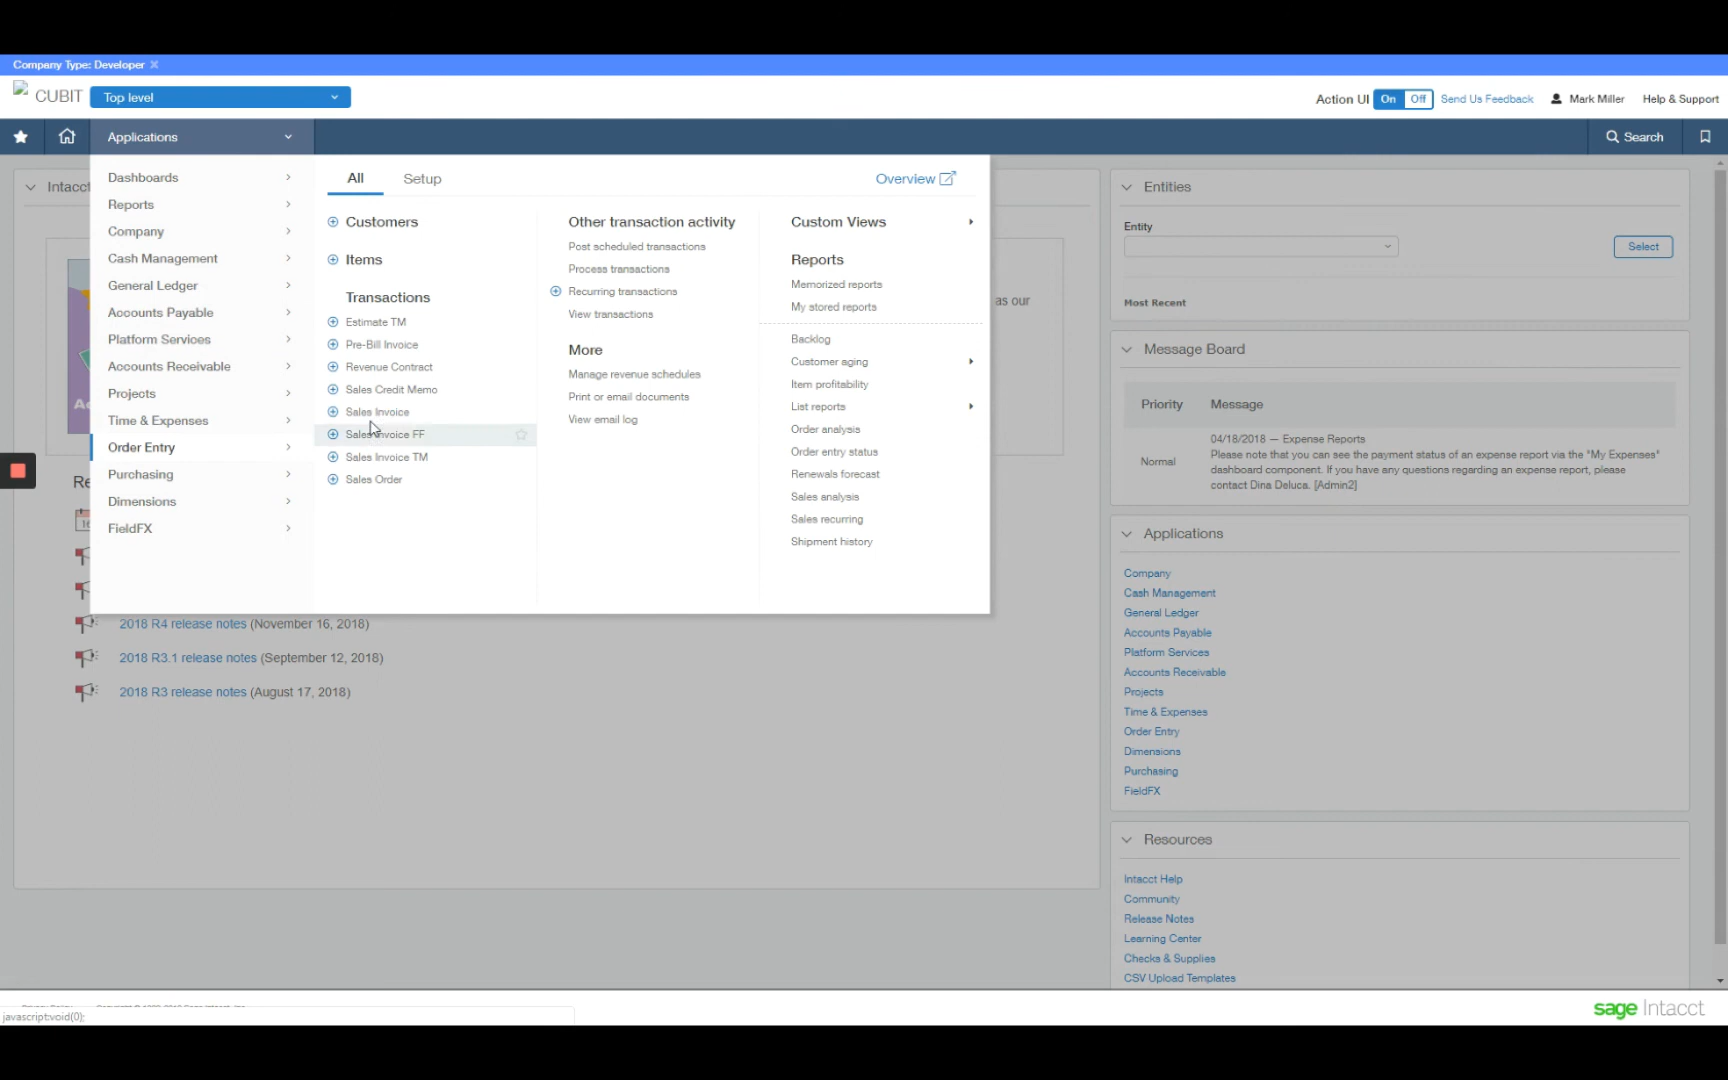 Company Type: Developer
CUBIT
Top level
Action UI On Off Send Us Feedback Mark Miller Help & Support
Applications
Search
Intacct
Dashboards
Reports
Company
Cash Management
General Ledger
Accounts Payable
Platform Services
Accounts Receivable
Projects
Time & Expenses
Order Entry
Purchasing
Dimensions
FieldFX
All Setup Overview
Customers
Items
Transactions
Estimate TM
Pre-Bill Invoice
Revenue Contract
Sales Credit Memo
Sales Invoice
Sales Invoice FF
Sales Invoice TM
Sales Order
Other transaction activity
Post scheduled transactions
Process transactions
Recurring transactions
View transactions
More
Manage revenue schedules
Print or email documents
View email log
Custom Views
Reports
Memorized reports
My stored reports
Backlog
Customer aging
Item profitability
List reports
Order analysis
Order entry status
Renewals forecast
Sales analysis
Sales recurring
Shipment history
as our
2018 R4 release notes (November 16, 2018)
2018 R3.1 release notes (September 12, 2018)
2018 R3 release notes (August 17, 2018)
Entities
Entity
Select
Most Recent
Message Board
Priority Message
Normal
04/18/2018 — Expense Reports
Please note that you can see the payment status of an expense report via the "My Expenses"
dashboard component. If you have any questions regarding an expense report, please
contact Dina Deluca. [Admin2]
Applications
Company
Cash Management
General Ledger
Accounts Payable
Platform Services
Accounts Receivable
Projects
Time & Expenses
Order Entry
Dimensions
Purchasing
FieldFX
Resources
Intacct Help
Community
Release Notes
Learning Center
Checks & Supplies
CSV Upload Templates
javascript:void(0);
sage Intacct